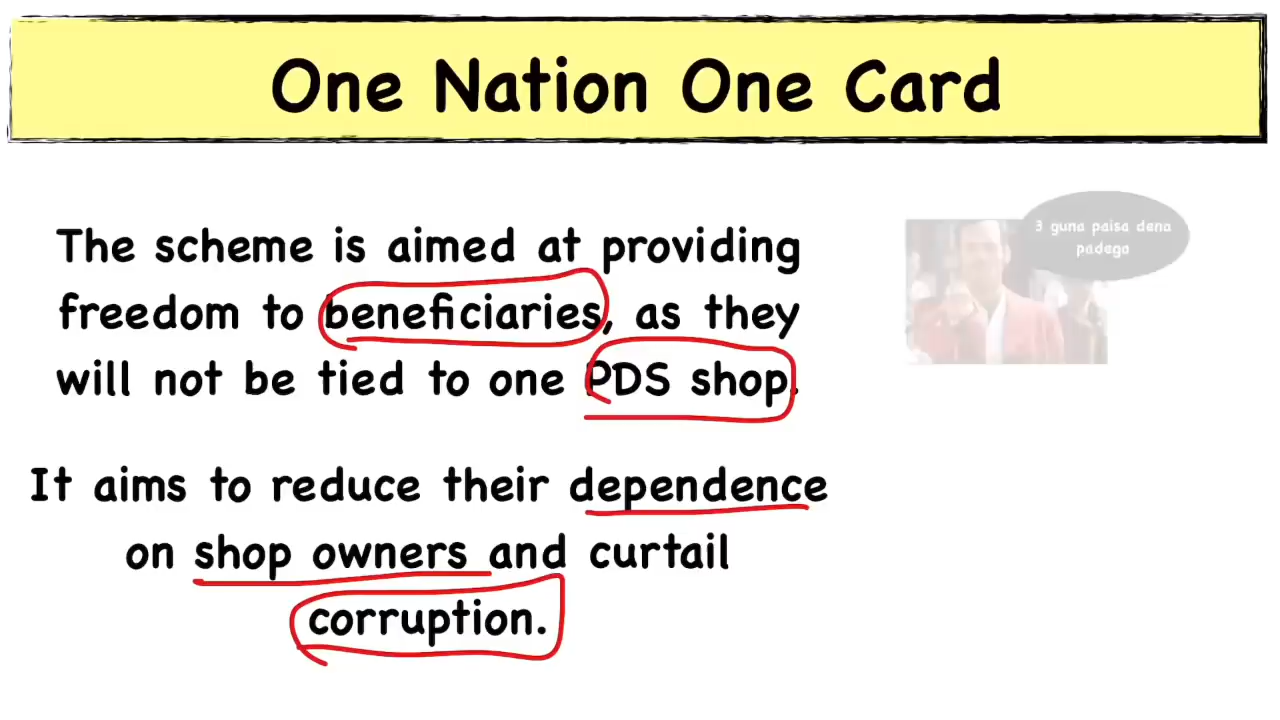 One Nation One Card
The scheme is aimed at providing
freedom to beneficiaries, as they
will not be tied to one PDS shop.
It aims to reduce their dependence
on shop owners and curtail
corruption.
3 guna paisa dena
padega